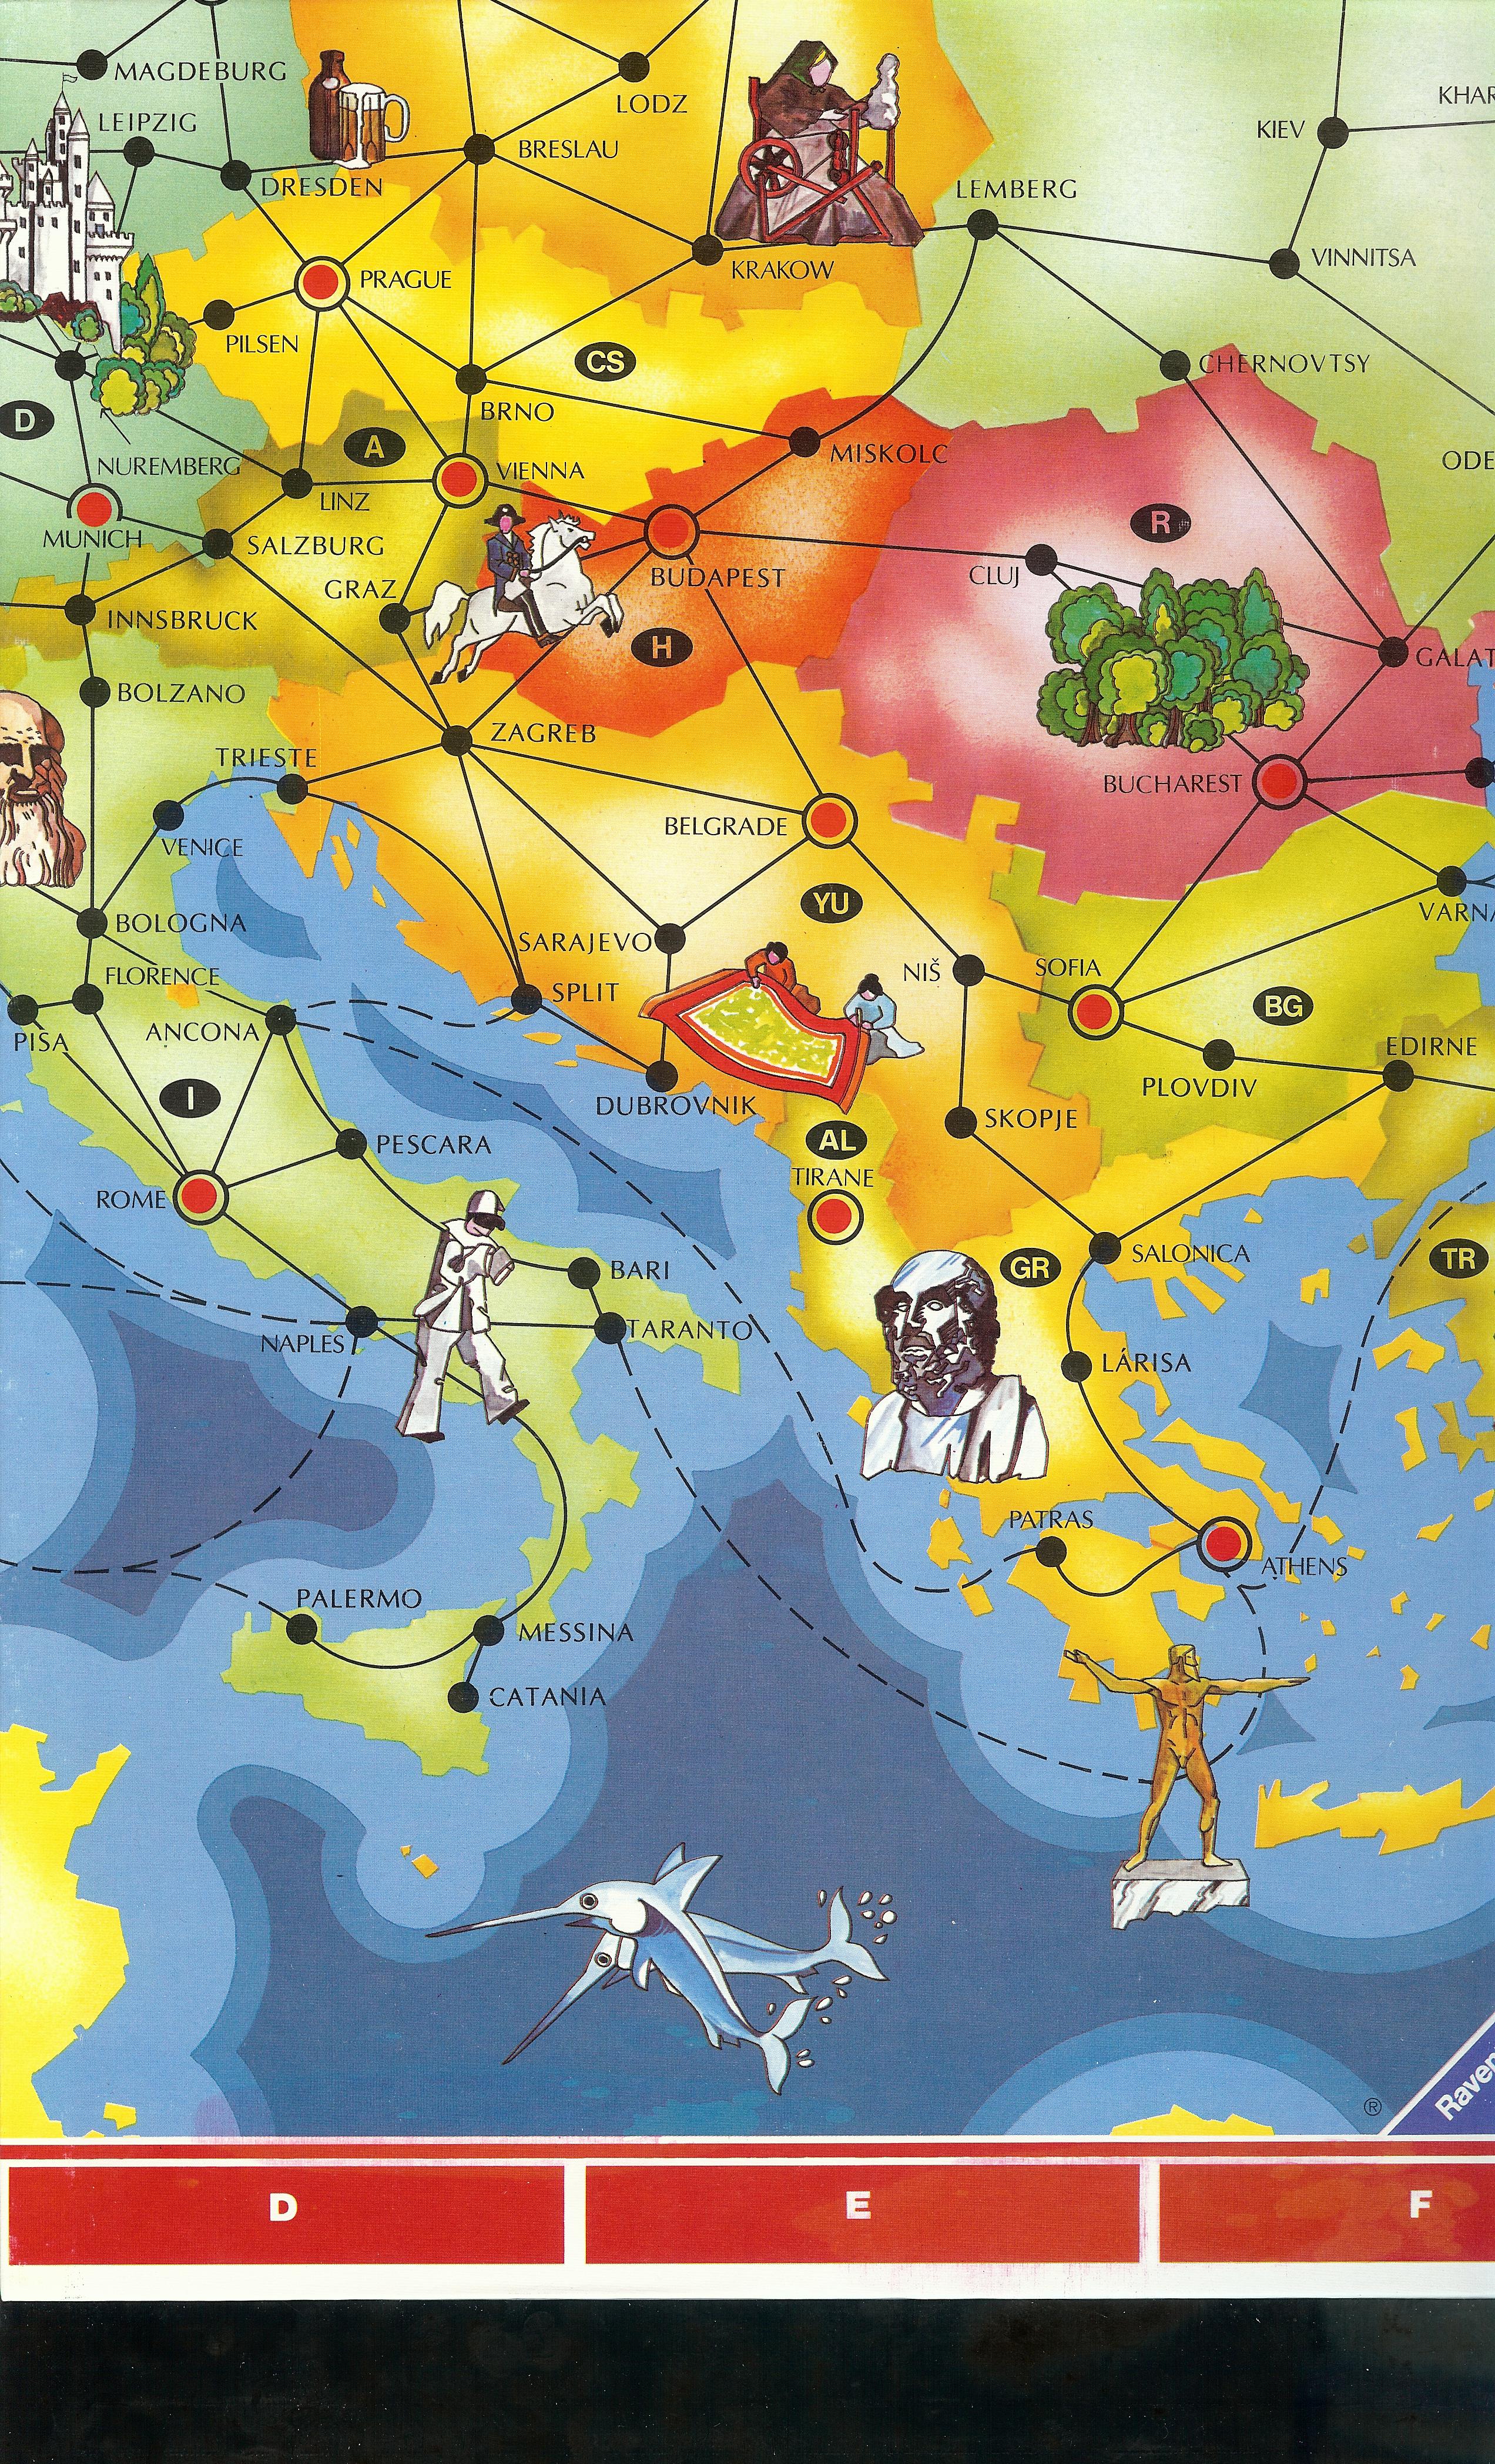 MAGDEBURG
LODZ
KHAR
LEIPZIG
BRESLAU
KIEV
DRESDEN
LEMBERG
KRAKOW
VINNITSA
PRAGUE
PILSEN
CS
CHERNOVTSY
D
BRNO
A
MISKOLC
NUREMBERG
VIENNA
ODE
LINZ
R
MUNICH
SALZBURG
BUDAPEST
CLUJ
GRAZ
INNSBRUCK
H
GALAT
BOLZANO
ZAGREB
TRIESTE
BUCHAREST
BELGRADE
VENICE
YU
VARNA
BOLOGNA
SARAJEVO
NIŠ
SOFIA
FLORENCE
SPLIT
BG
ANCONA
PISA
EDIRNE
PLOVDIV
I
DUBROVNIK
SKOPJE
PESCARA
AL
TIRANE
ROME
SALONICA
TR
GR
BARI
TARANTO
NAPLES
LÁRISA
PATRAS
ATHENS
PALERMO
MESSINA
CATANIA
®
Raven
D
E
F